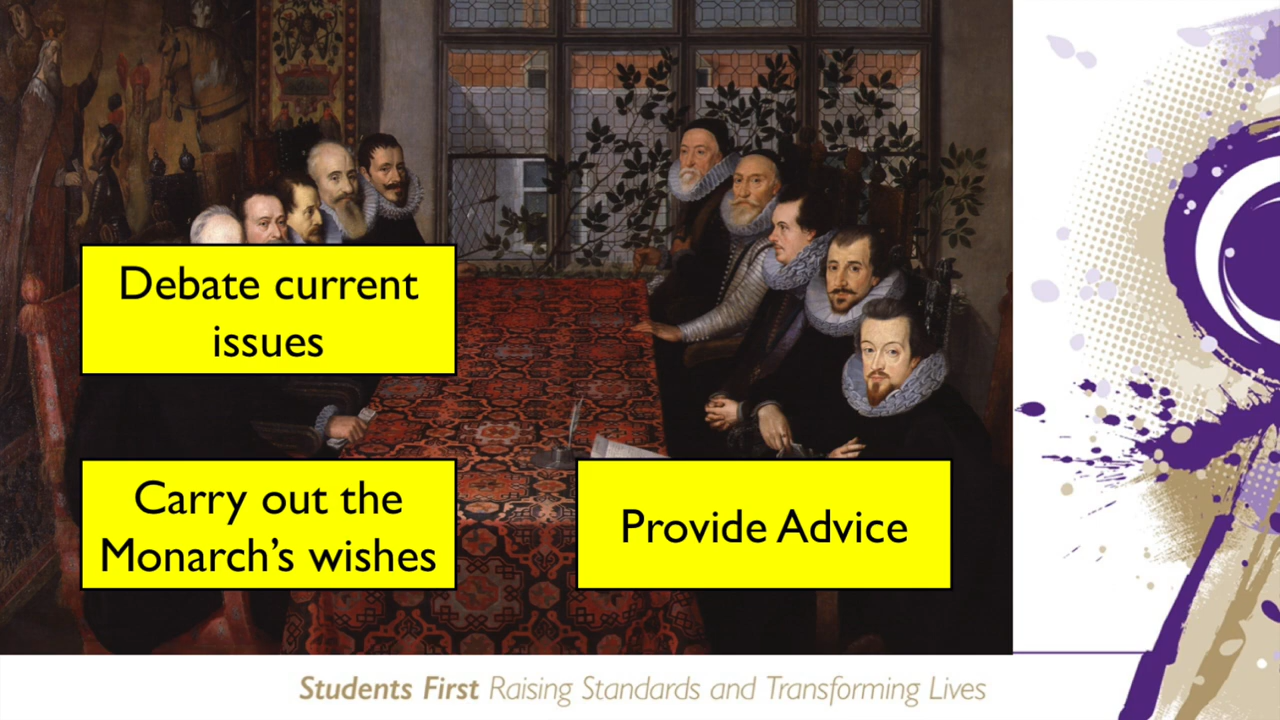 Debate current
issues
Carry out the
Monarch’s wishes
Provide Advice
Students First Raising Standards and Transforming Lives